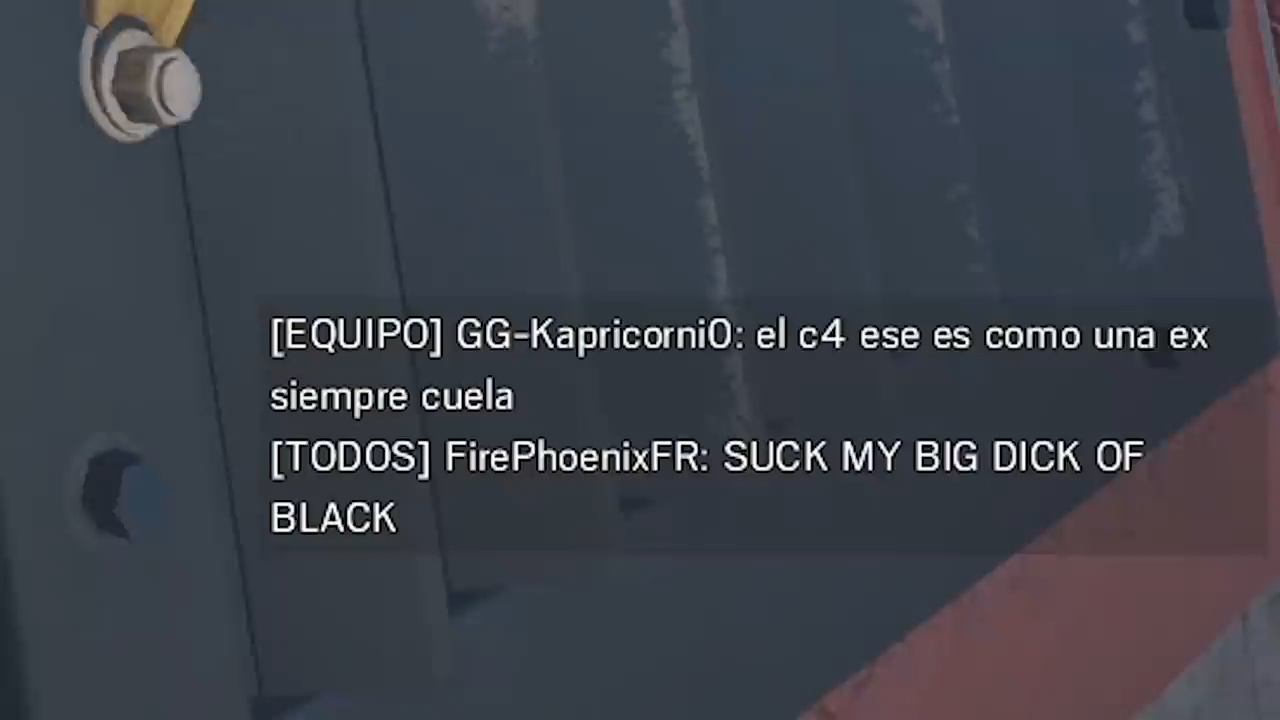 [EQUIPO] GG-Kapricorni0: el c4 ese es como una ex
siempre cuela
[TODOS] FirePhoenixFR: SUCK MY BIG DICK OF
BLACK